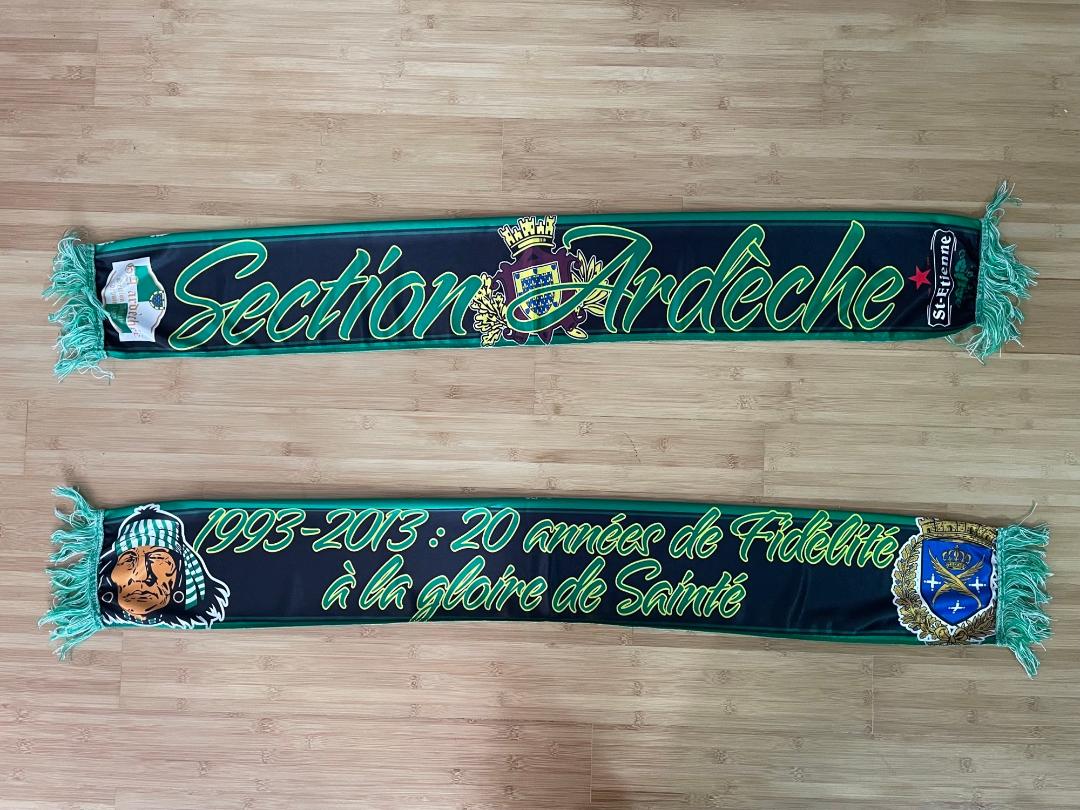 Section Ardèche
St-Etienne
1993-2013 : 20 années de Fidélité
à la gloire de Sainté